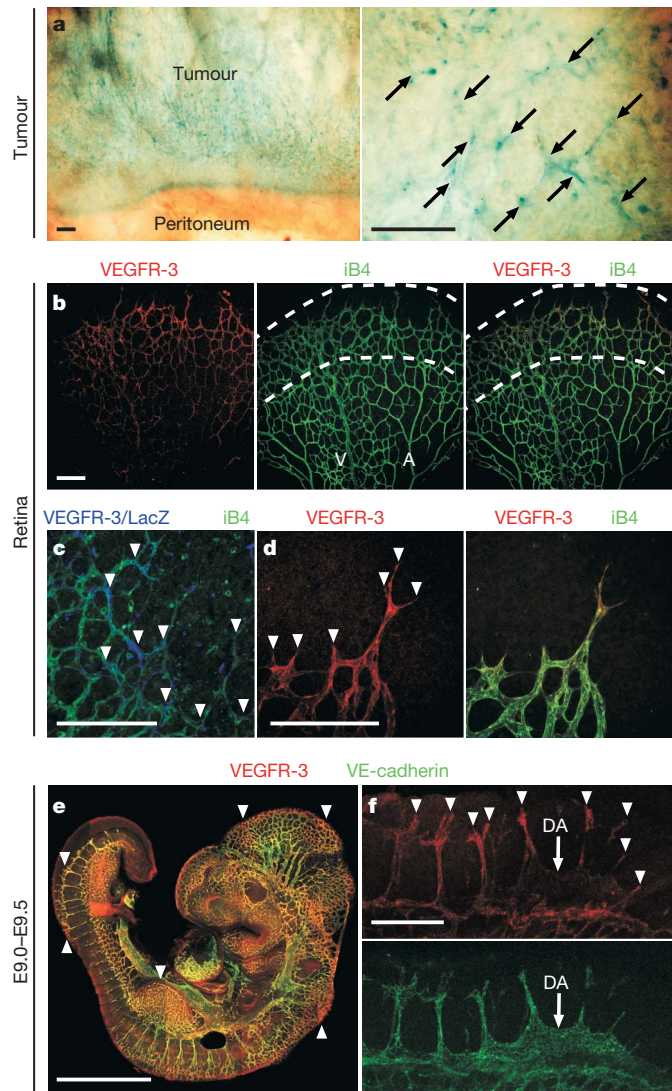 Tumour
a
Tumour
Peritoneum
Retina
VEGFR-3
iB4
VEGFR-3 iB4
b
V
A
VEGFR-3/LacZ iB4
VEGFR-3
VEGFR-3 iB4
c
d
E9.0–E9.5
VEGFR-3 VE-cadherin
e
f
DA
DA